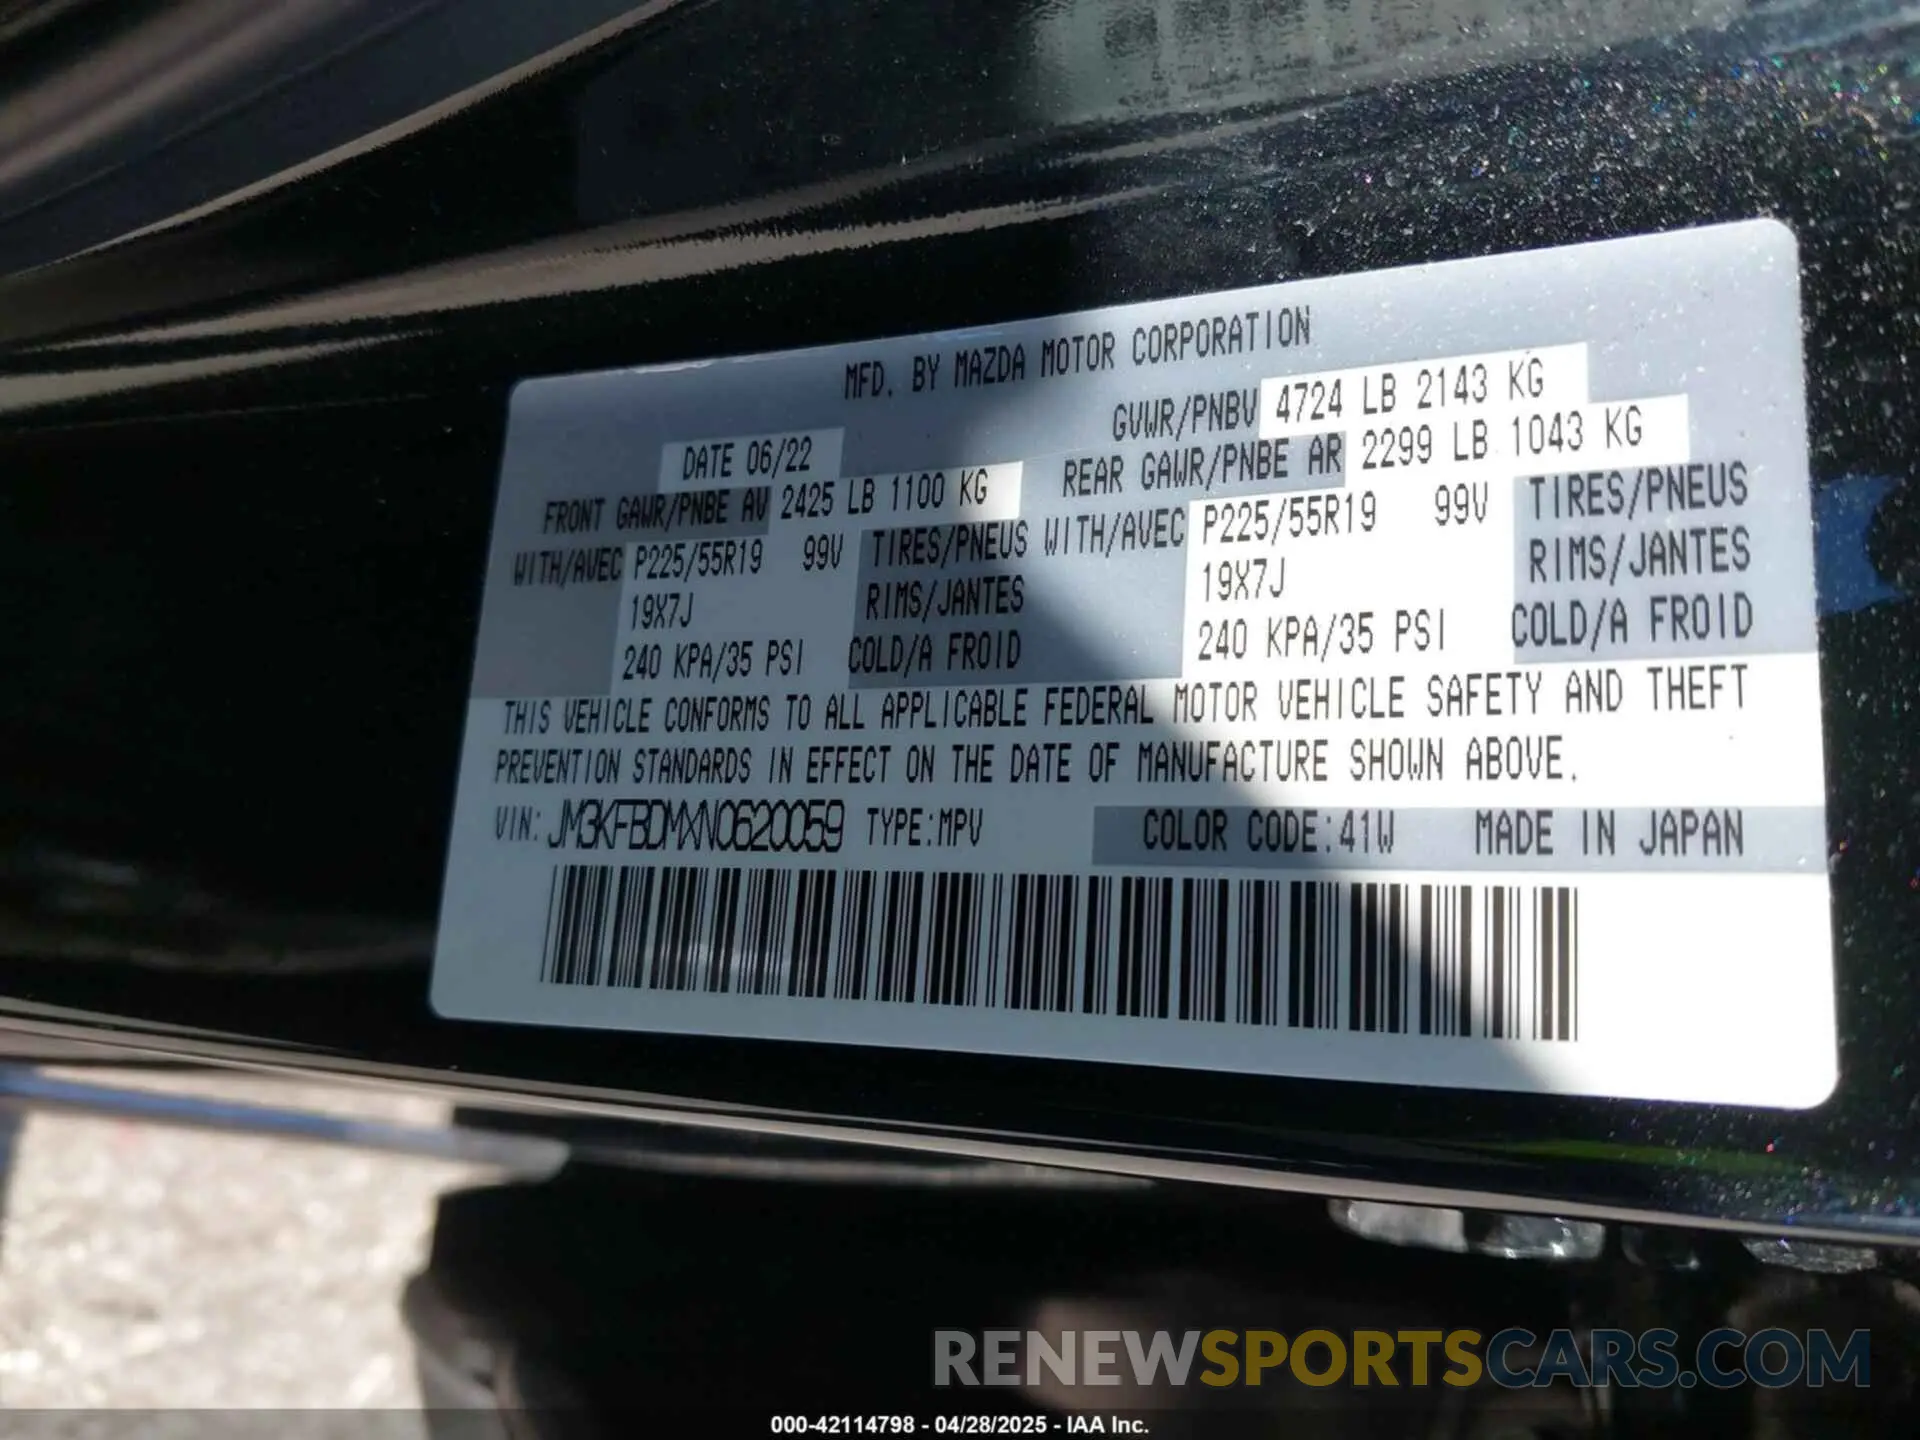 MFD. BY MAZDA MOTOR CORPORATION
GVWR/PNBV 4724 LB 2143 KG
DATE 06/22
REAR GAWR/PNBE AR 2299 LB 1043 KG
FRONT GAWR/PNBE AV 2425 LB 1100 KG
WITH/AVEC P225/55R19 99V TIRES/PNEUS WITH/AVEC P225/55R19 99V TIRES/PNEUS
19X7J RIMS/JANTES 19X7J RIMS/JANTES
240 KPA/35 PSI COLD/A FROID 240 KPA/35 PSI COLD/A FROID
THIS VEHICLE CONFORMS TO ALL APPLICABLE FEDERAL MOTOR VEHICLE SAFETY AND THEFT
PREVENTION STANDARDS IN EFFECT ON THE DATE OF MANUFACTURE SHOWN ABOVE.
VIN: JM3KFBDMXN0620059 TYPE:MPV COLOR CODE:41W MADE IN JAPAN
RENEWSPORTSCARS.COM
000-42114798 - 04/28/2025 - IAA Inc.